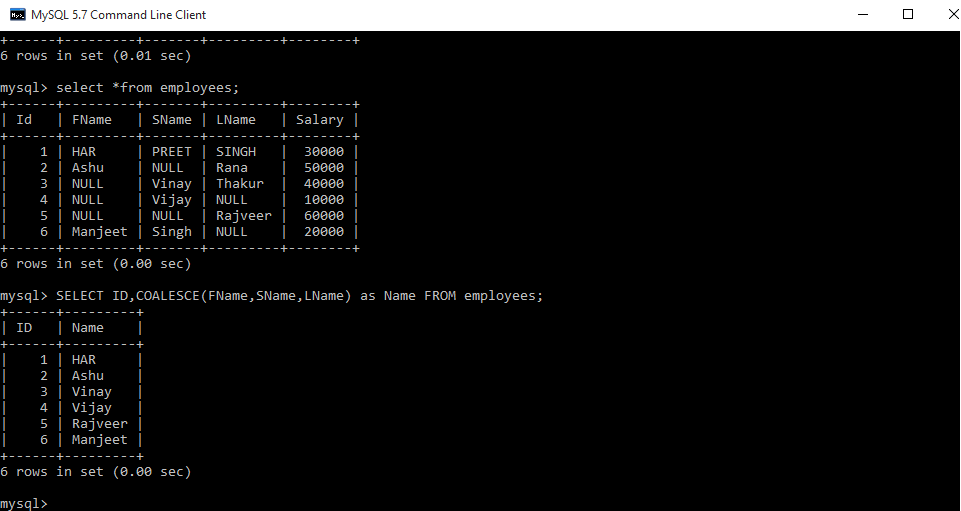 MySQL 5.7 Command Line Client
+------+---------+-------+---------+--------+
6 rows in set (0.01 sec)
mysql> select *from employees;
+------+---------+-------+---------+--------+
| Id   | FName   | SName | LName   | Salary |
+------+---------+-------+---------+--------+
|    1 | HAR     | PREET | SINGH   |  30000 |
|    2 | Ashu    | NULL  | Rana    |  50000 |
|    3 | NULL    | Vinay | Thakur  |  40000 |
|    4 | NULL    | Vijay | NULL    |  10000 |
|    5 | NULL    | NULL  | Rajveer |  60000 |
|    6 | Manjeet | Singh | NULL    |  20000 |
+------+---------+-------+---------+--------+
6 rows in set (0.00 sec)
mysql> SELECT ID,COALESCE(FName,SName,LName) as Name FROM employees;
+------+---------+
| ID   | Name    |
+------+---------+
|    1 | HAR     |
|    2 | Ashu    |
|    3 | Vinay   |
|    4 | Vijay   |
|    5 | Rajveer |
|    6 | Manjeet |
+------+---------+
6 rows in set (0.00 sec)
mysql>